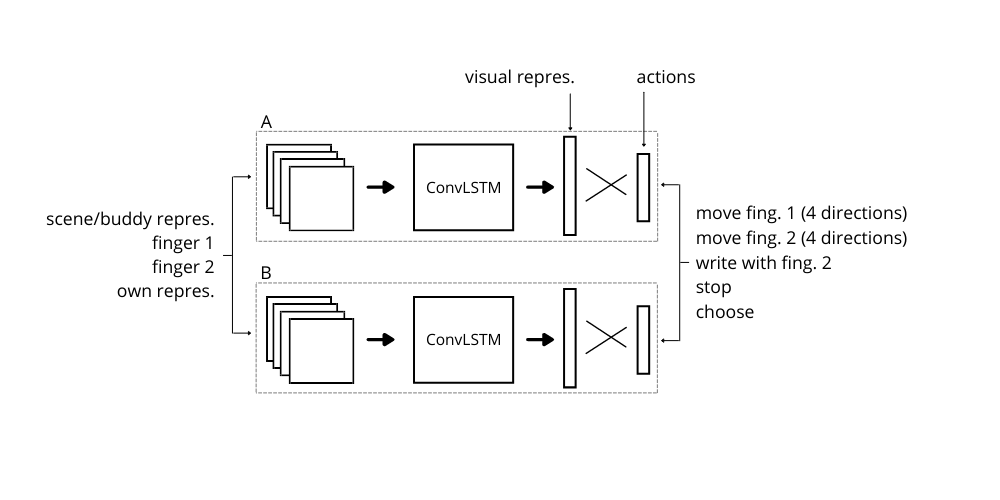 visual repres.
actions
A
ConvLSTM
scene/buddy repres.
finger 1
finger 2
own repres.
move fing. 1 (4 directions)
move fing. 2 (4 directions)
write with fing. 2
stop
choose
B
ConvLSTM